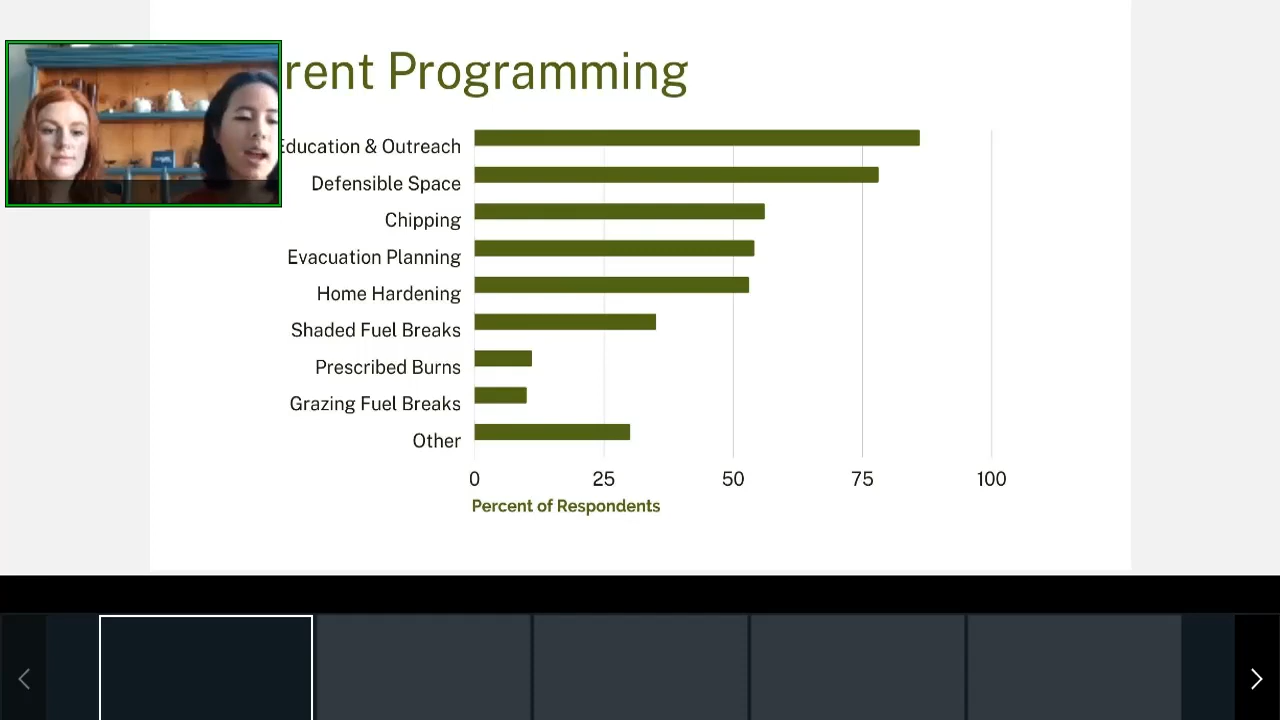 rent Programming
Education & Outreach
Defensible Space
Chipping
Evacuation Planning
Home Hardening
Shaded Fuel Breaks
Prescribed Burns
Grazing Fuel Breaks
Other
0 25 50 75 100
Percent of Respondents